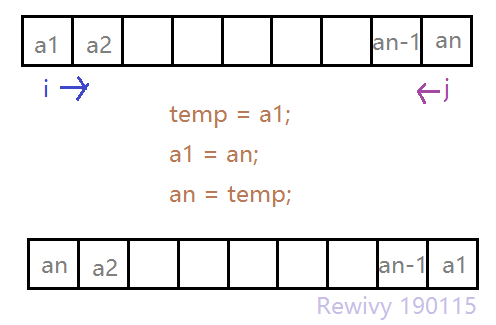 a1 a2 an-1 an
i j
temp = a1;
a1 = an;
an = temp;
an a2 an-1 a1
Rewivy 190115